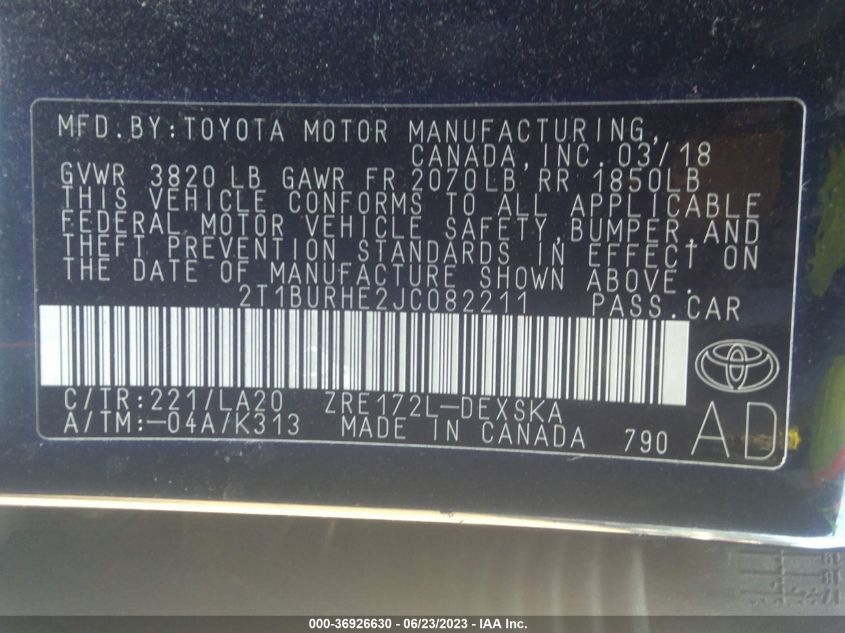 MFD.BY:TOYOTA MOTOR MANUFACTURING,
CANADA,INC.03/18
GVWR 3820 LB GAWR FR 2070LB RR 1850LB
THIS VEHICLE CONFORMS TO ALL APPLICABLE
FEDERAL MOTOR VEHICLE SAFETY,BUMPER,AND
THEFT PREVENTION STANDARDS IN EFFECT ON
THE DATE OF MANUFACTURE SHOWN ABOVE.
2T1BURHE2JC082211 PASS.CAR
C/TR:221/LA20 ZRE172L-DEXSKA
A/TM:-04A/K313 MADE IN CANADA 790 AD
000-36926630 - 06/23/2023 - IAA Inc.